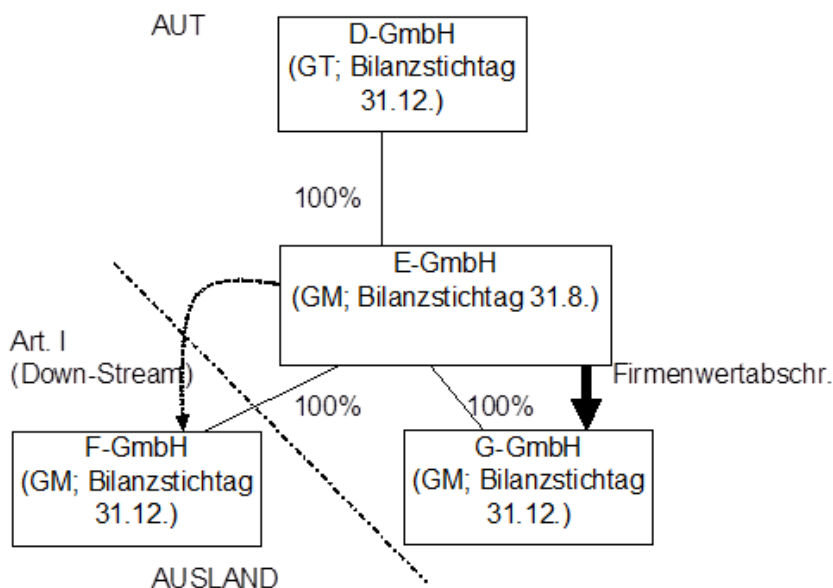 AUT
D-GmbH
(GT; Bilanzstichtag
31.12.)
100%
E-GmbH
(GM; Bilanzstichtag 31.8.)
Art. I
(Down-Stream)
100%
100%
Firmenwertabschr.
F-GmbH
(GM; Bilanzstichtag
31.12.)
G-GmbH
(GM; Bilanzstichtag
31.12.)
AUSLAND